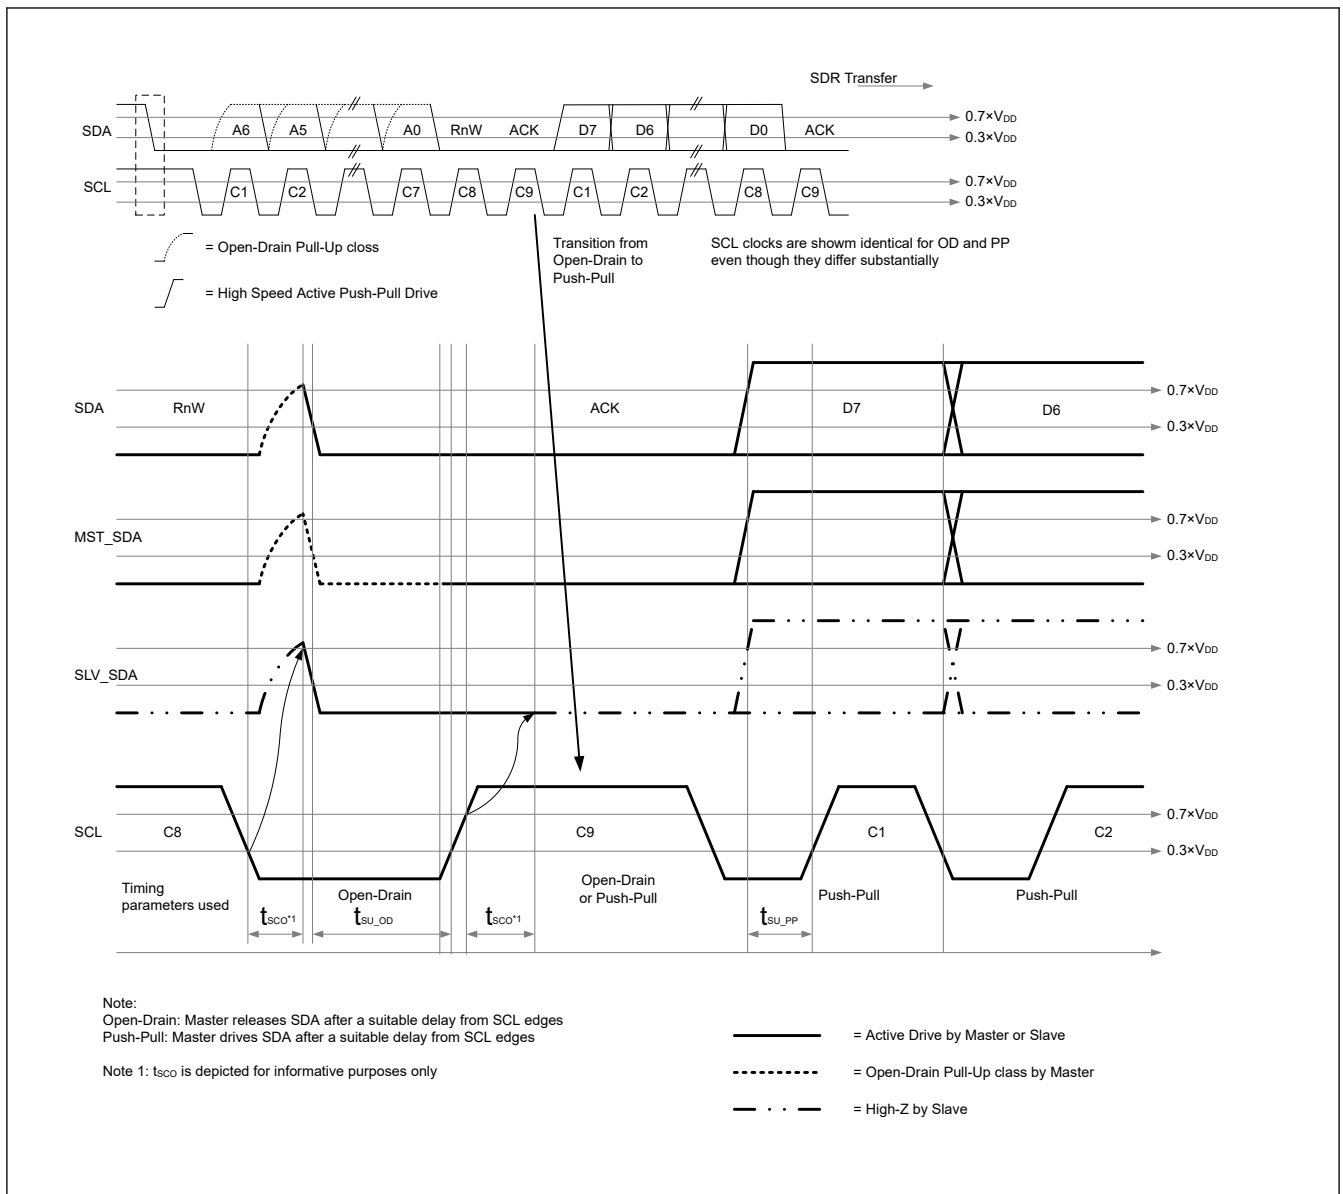 SDR Transfer
SDA
A6
A5
A0
RnW
ACK
D7
D6
D0
ACK
0.7×VDD
0.3×VDD
SCL
C1
C2
C7
C8
C9
C1
C2
C8
C9
0.7×VDD
0.3×VDD
= Open-Drain Pull-Up closs
= High Speed Active Push-Pull Drive
Transition from
Open-Drain to
Push-Pull
SCL clocks are showm identical for OD and PP
even though they differ substantially
SDA
RnW
ACK
D7
D6
0.7×VDD
0.3×VDD
MST_SDA
0.7×VDD
0.3×VDD
SLV_SDA
0.7×VDD
0.3×VDD
SCL
C8
C9
C1
C2
0.7×VDD
0.3×VDD
Timing
parameters used
Open-Drain
Open-Drain
or Push-Pull
Push-Pull
Push-Pull
tSCO*1
tSU_OD
tSCO*1
tSU_PP
Note:
Open-Drain: Master releases SDA after a suitable delay from SCL edges
Push-Pull: Master drives SDA after a suitable delay from SCL edges
Note 1: tSCO is depicted for informative purposes only
= Active Drive by Master or Slave
= Open-Drain Pull-Up class by Master
= High-Z by Slave